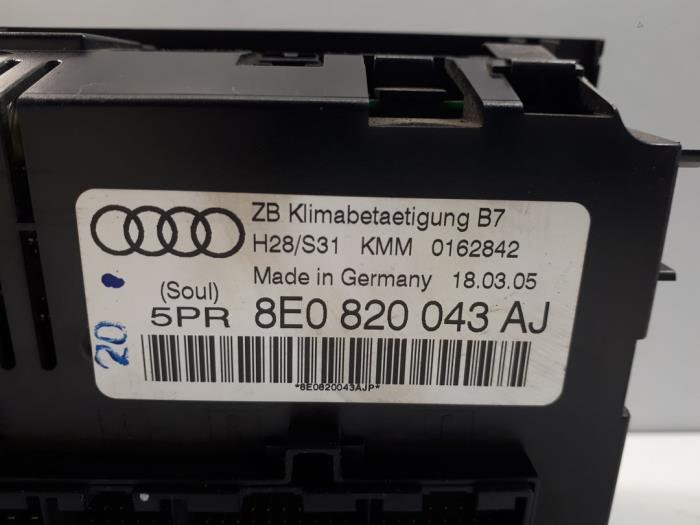 ZB Klimabetaetigung B7
H28/S31 KMM 0162842
Made in Germany 18.03.05
(Soul)
5PR 8E0 820 043 AJ
*8E0820043AJP*
20